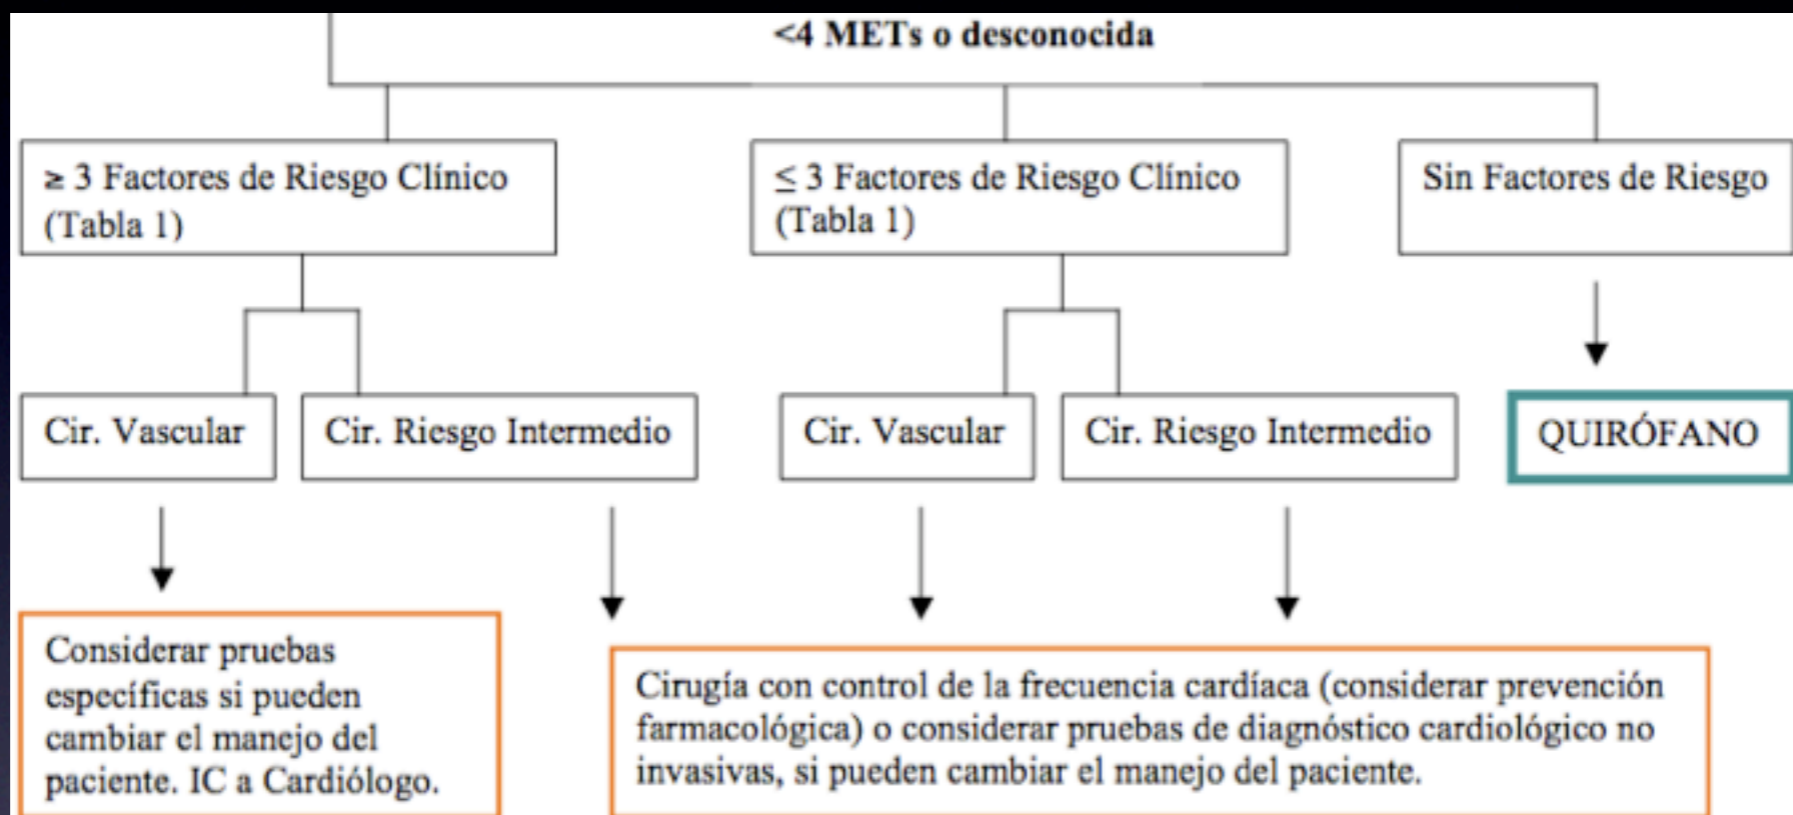 <4 METs o desconocida
≥ 3 Factores de Riesgo Clínico
(Tabla 1)
≤ 3 Factores de Riesgo Clínico
(Tabla 1)
Sin Factores de Riesgo
Cir. Vascular
Cir. Riesgo Intermedio
Cir. Vascular
Cir. Riesgo Intermedio
QUIRÓFANO
Considerar pruebas
específicas si pueden
cambiar el manejo del
paciente. IC a Cardiólogo.
Cirugía con control de la frecuencia cardíaca (considerar prevención
farmacológica) o considerar pruebas de diagnóstico cardiológico no
invasivas, si pueden cambiar el manejo del paciente.